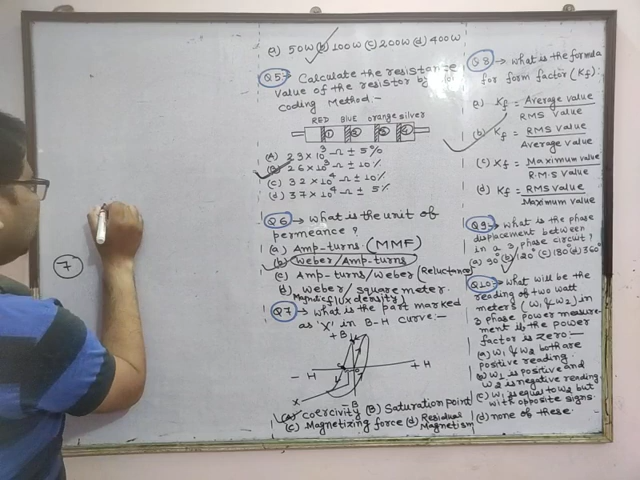 7
(a) 50W (b) 100W (c) 200W (d) 400W
Q5 → Calculate the resistance
value of the resistor by
coding Method:-
RED BLUE orange silver
① ② ③ ④
(A) 23×10³ Ω ± 5%
(B) 26×10³ Ω ± 10%
(C) 32×10⁴ Ω ± 10%
(d) 37×10⁴ Ω ± 5%
Q6 → What is the unit of
permeance ?
(a) Amp-turns. (MMF)
(b) Weber/Amp-turns
(c) Amp-turns/Weber (Reluctance)
(d) Weber/square meter.
(Magnetic flux density)
Q7 → What is the part marked
as 'X' in B-H curve:-
+B
-H +H
X -B
(A) Coercivity (B) Saturation point
(c) Magnetizing force (d) Residual
Magnetism
Q8 → what is the formula
for form factor (Kf):
(a) Kf = Average value
RMS value
(b) Kf = RMS value
Average value
(c) Kf = Maximum value
R.M.S value
(d) Kf = RMS value
Maximum value
Q9 → What is the phase
displacement between
in a 3 phase circuit?
(a) 90° (b) 120° (c) 180 (d) 360°
Q10 → What will be the
reading of two watt
meters (W₁ & W₂) in
3 phase power measure-
ment if the power
factor is zero:-
(a) W₁ & W₂ both are
positive reading.
(b) W₁ is positive and
W₂ is negative reading
(c) W₁ is equal to W₂ but
with opposite signs.
(d) none of these.